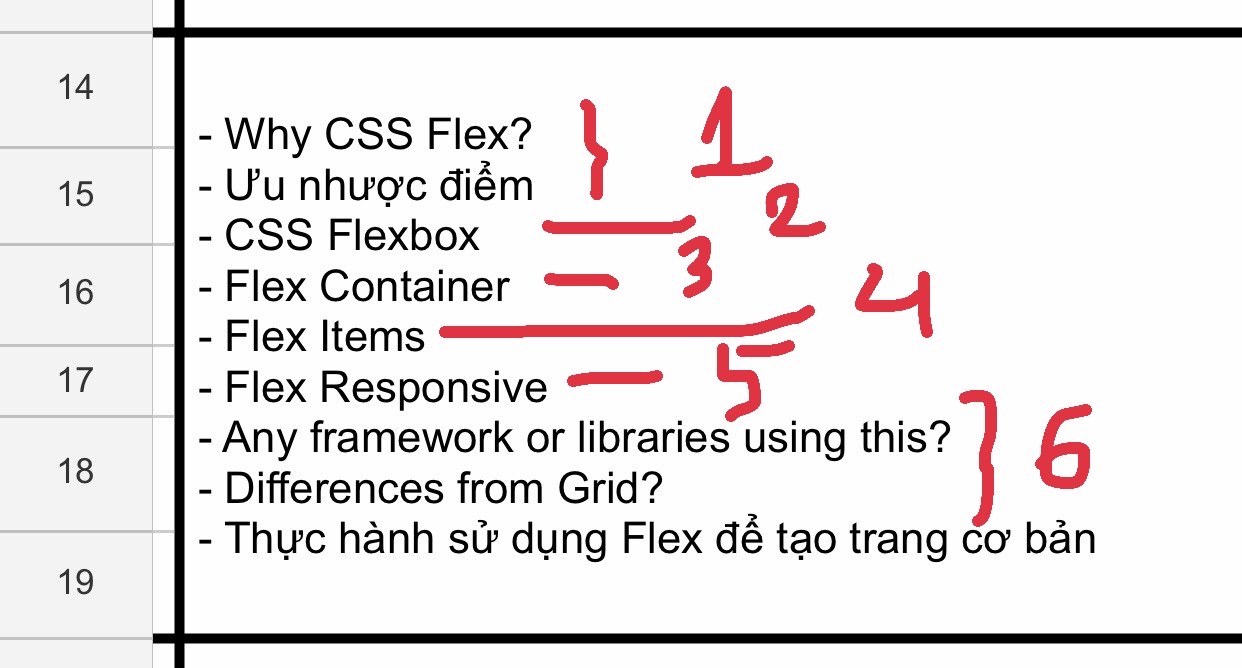 14
- Why CSS Flex? } 1
15
- Ưu nhược điểm
- CSS Flexbox 2
16
- Flex Container 3
- Flex Items 4
17
- Flex Responsive 5
- Any framework or libraries using this? } 6
18
- Differences from Grid?
- Thực hành sử dụng Flex để tạo trang cơ bản
19